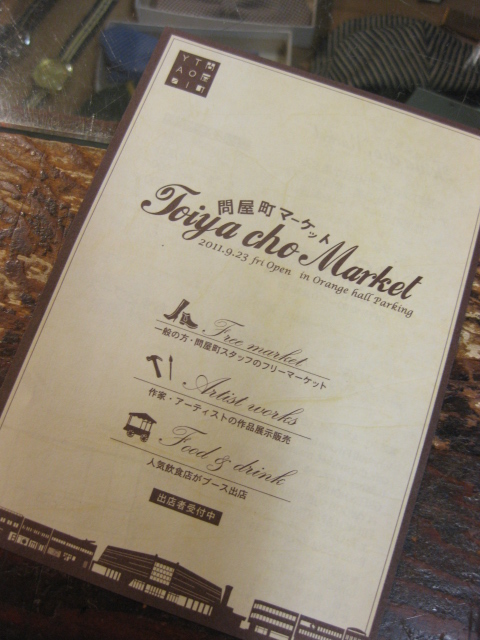 問屋町マーケット
Toiya cho Market
2011.9.23 fri Open in Orange hall Parking
Free market
一般の方・問屋町スタッフのフリーマーケット
Artist works
作家・アーティストの作品展示販売
Food & drink
人気飲食店がブース出店
出店者受付中